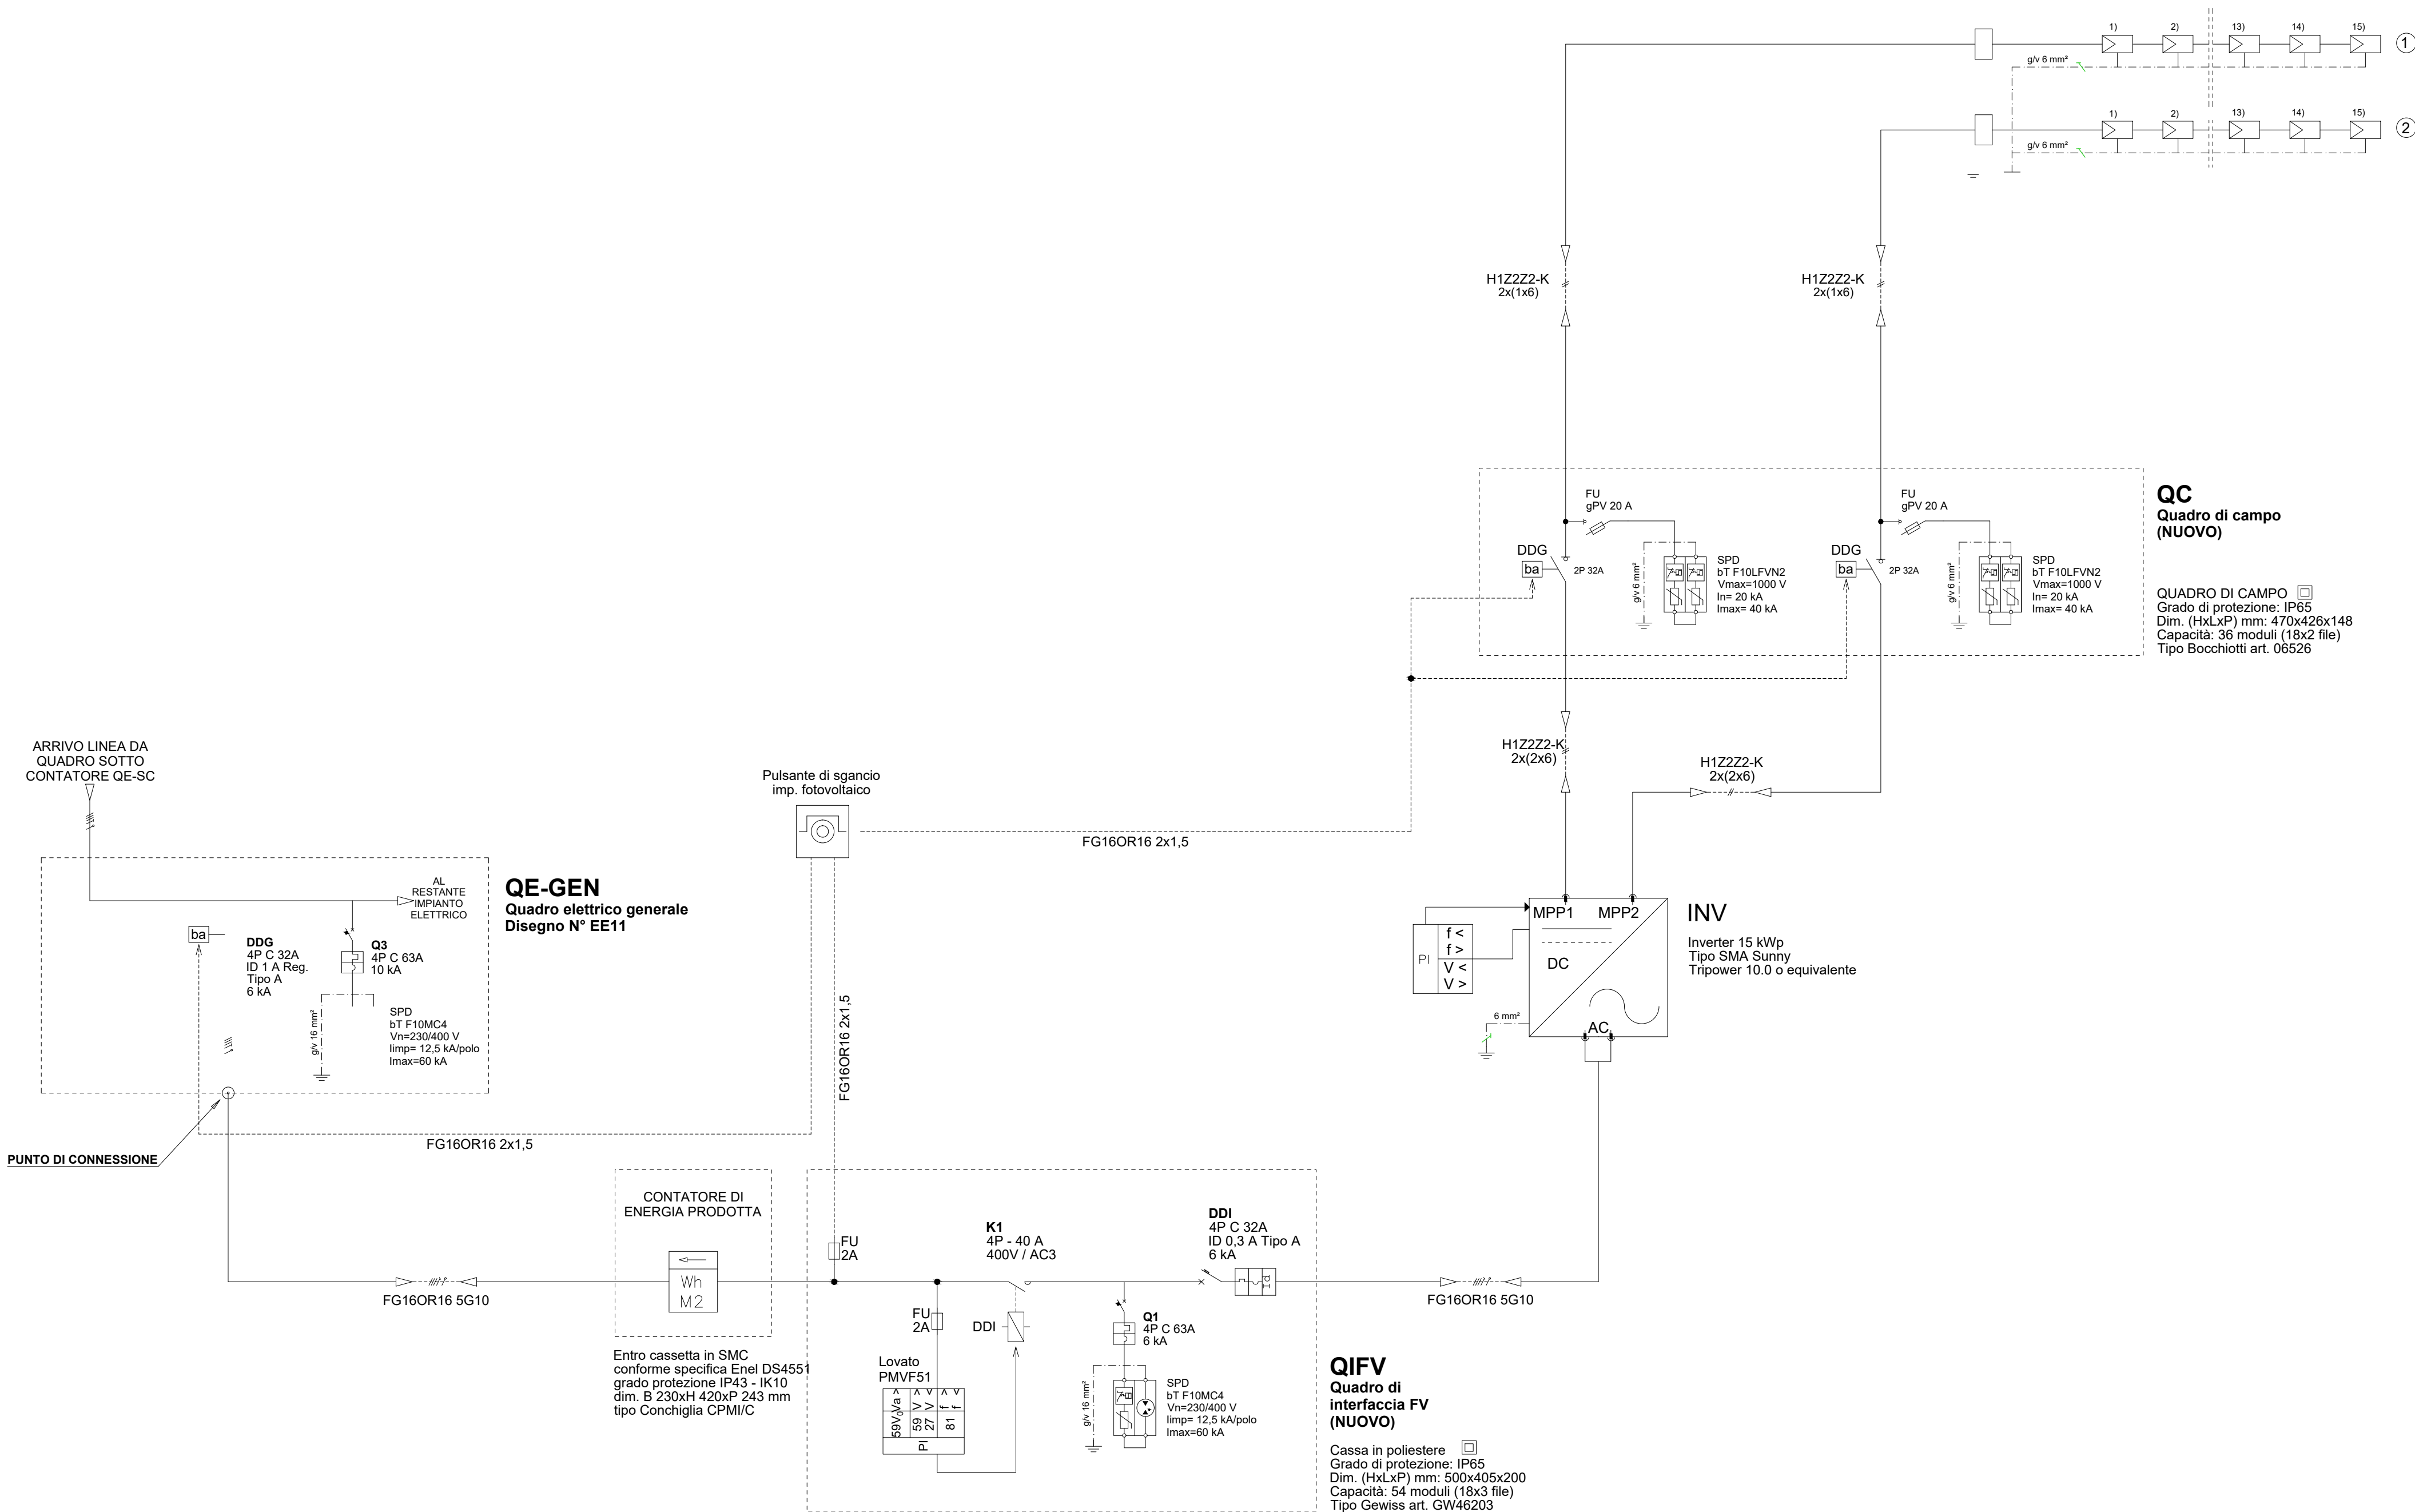 1)
2)
13)
14)
15)
1
g/v 6 mm²
1)
2)
13)
14)
15)
2
g/v 6 mm²
H1Z2Z2-K
2x(1x6)
H1Z2Z2-K
2x(1x6)
FU
gPV 20 A
DDG
ba
2P 32A
g/v 6 mm²
SPD
bT F10LFVN2
Vmax=1000 V
In= 20 kA
Imax= 40 kA
FU
gPV 20 A
DDG
ba
2P 32A
g/v 6 mm²
SPD
bT F10LFVN2
Vmax=1000 V
In= 20 kA
Imax= 40 kA
QC
Quadro di campo
(NUOVO)
QUADRO DI CAMPO
Grado di protezione: IP65
Dim. (HxLxP) mm: 470x426x148
Capacità: 36 moduli (18x2 file)
Tipo Bocchiotti art. 06526
H1Z2Z2-K
2x(2x6)
H1Z2Z2-K
2x(2x6)
ARRIVO LINEA DA
QUADRO SOTTO
CONTATORE QE-SC
Pulsante di sgancio
imp. fotovoltaico
FG16OR16 2x1,5
AL
RESTANTE
IMPIANTO
ELETTRICO
QE-GEN
Quadro elettrico generale
Disegno N° EE11
ba
DDG
4P C 32A
ID 1 A Reg.
Tipo A
6 kA
Q3
4P C 63A
10 kA
g/v 16 mm²
SPD
bT F10MC4
Vn=230/400 V
Iimp= 12,5 kA/polo
Imax=60 kA
FG16OR16 2x1,5
MPP1
MPP2
DC
AC
PI
f <
f >
V <
V >
6 mm²
INV
Inverter 15 kWp
Tipo SMA Sunny
Tripower 10.0 o equivalente
FG16OR16 2x1,5
PUNTO DI CONNESSIONE
CONTATORE DI
ENERGIA PRODOTTA
Wh
M2
FG16OR16 5G10
Entro cassetta in SMC
conforme specifica Enel DS4551
grado protezione IP43 - IK10
dim. B 230xH 420xP 243 mm
tipo Conchiglia CPMI/C
FU
2A
K1
4P - 40 A
400V / AC3
DDI
4P C 32A
ID 0,3 A Tipo A
6 kA
Id
FU
2A
DDI
Lovato
PMVF51
59V₀ Va >
59 V >
27 V <
81 f > f <
PI
Q1
4P C 63A
6 kA
g/v 16 mm²
SPD
bT F10MC4
Vn=230/400 V
Iimp= 12,5 kA/polo
Imax=60 kA
FG16OR16 5G10
QIFV
Quadro di
interfaccia FV
(NUOVO)
Cassa in poliestere
Grado di protezione: IP65
Dim. (HxLxP) mm: 500x405x200
Capacità: 54 moduli (18x3 file)
Tipo Gewiss art. GW46203